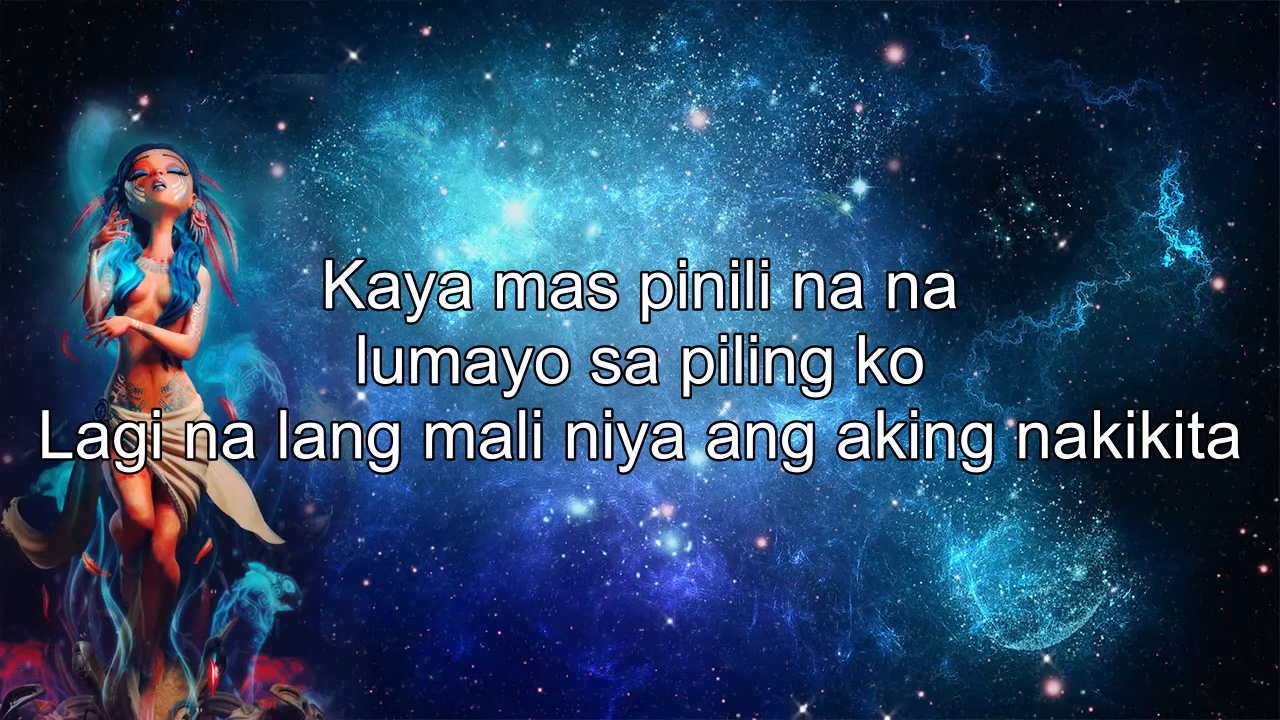 Kaya mas pinili na na
lumayo sa piling ko
Lagi na lang mali niya ang aking nakikita